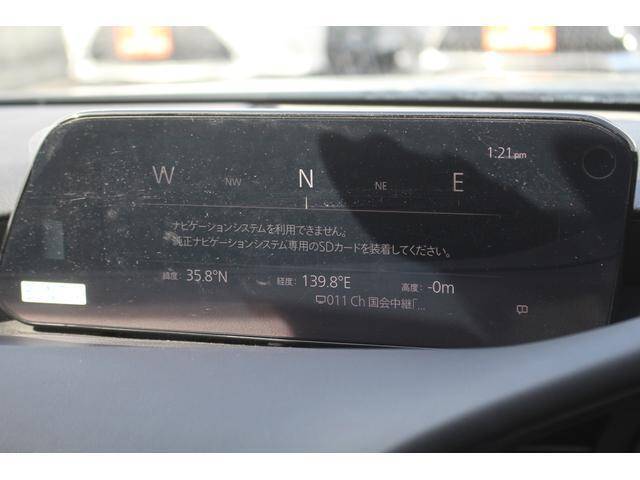 1:21pm
W NW N NE E
ナビゲーションシステムを利用できません。
純正ナビゲーションシステム専用のSDカードを装着してください。
緯度: 35.8°N 経度: 139.8°E 高度: -0m
011 Ch 国会中継「...